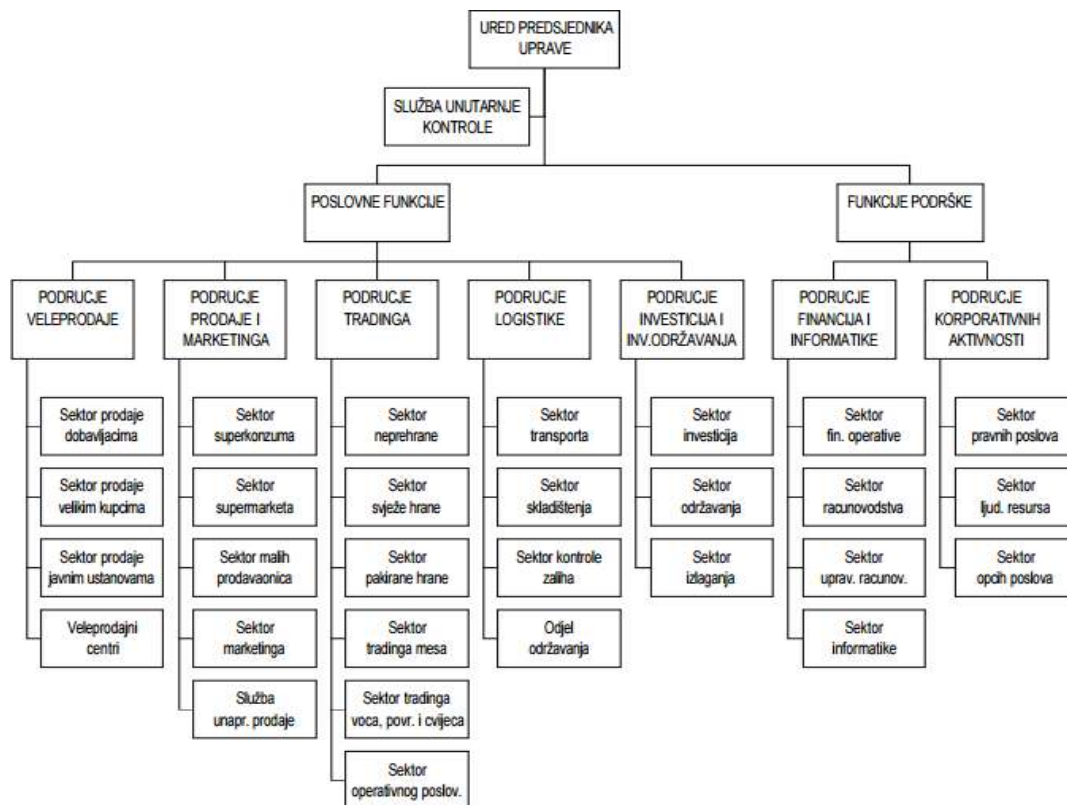 URED PREDSJEDNIKA
UPRAVE
SLUŽBA UNUTARNJE
KONTROLE
POSLOVNE FUNKCIJE
FUNKCIJE PODRŠKE
PODRUCJE
VELEPRODAJE
PODRUCJE
PRODAJE I
MARKETINGA
PODRUCJE
TRADINGA
PODRUCJE
LOGISTIKE
PODRUCJE
INVESTICIJA I
INV.ODRŽAVANJA
PODRUCJE
FINANCIJA I
INFORMATIKE
PODRUCJE
KORPORATIVNIH
AKTIVNOSTI
Sektor prodaje
dobavljacima
Sektor prodaje
velikim kupcima
Sektor prodaje
javnim ustanovama
Veleprodajni
centri
Sektor
superkonzuma
Sektor
supermarketa
Sektor malih
prodavaonica
Sektor
marketinga
Služba
unapr. prodaje
Sektor
neprehrane
Sektor
svježe hrane
Sektor
pakirane hrane
Sektor
tradinga mesa
Sektor tradinga
voca, povr. i cvijeca
Sektor
operativnog poslov.
Sektor
transporta
Sektor
skladištenja
Sektor kontrole
zaliha
Odjel
održavanja
Sektor
investicija
Sektor
održavanja
Sektor
izlaganja
Sektor
fin. operative
Sektor
racunovodstva
Sektor
uprav. racunov.
Sektor
informatike
Sektor
pravnih poslova
Sektor
ljud. resursa
Sektor
opcih poslova